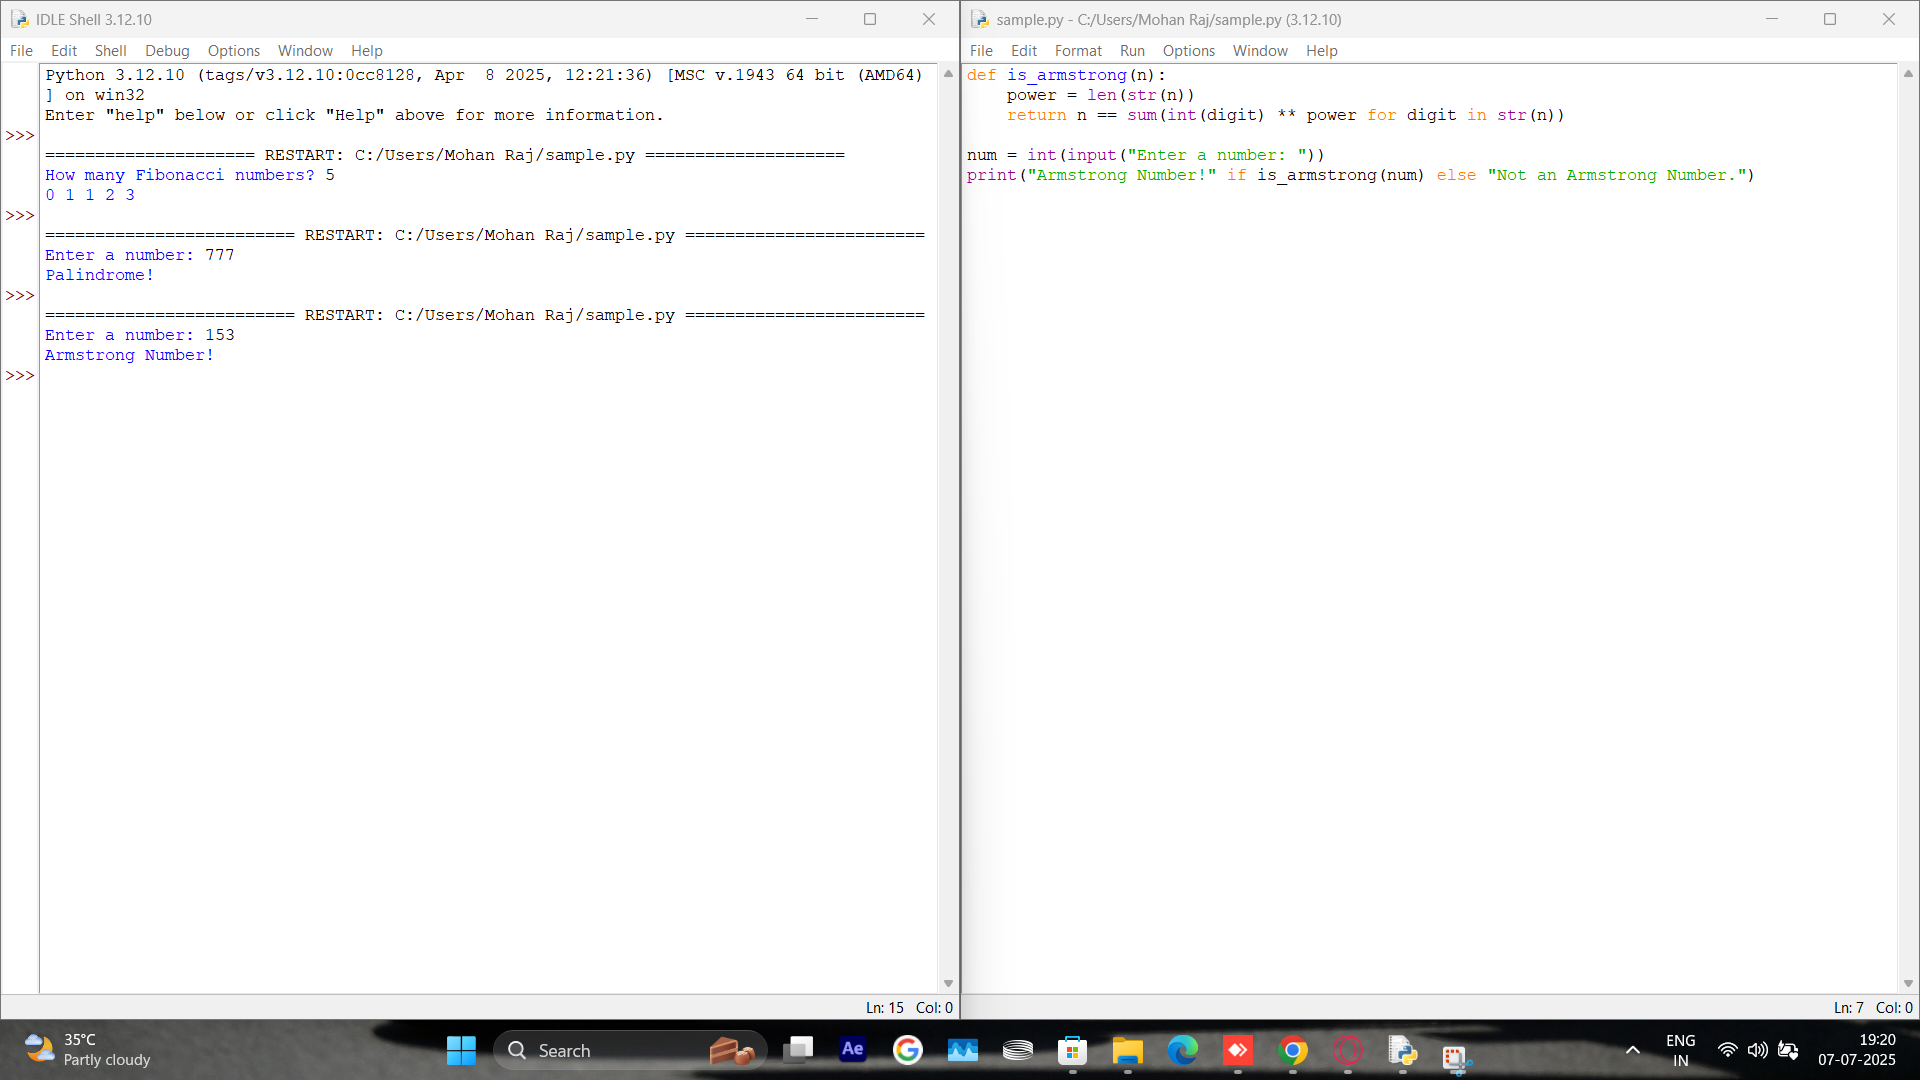 IDLE Shell 3.12.10
File Edit Shell Debug Options Window Help
Python 3.12.10 (tags/v3.12.10:0cc8128, Apr  8 2025, 12:21:36) [MSC v.1943 64 bit (AMD64)
] on win32
Enter "help" below or click "Help" above for more information.
>>>
===================== RESTART: C:/Users/Mohan Raj/sample.py ====================
How many Fibonacci numbers? 5
0 1 1 2 3
>>>
========================= RESTART: C:/Users/Mohan Raj/sample.py ========================
Enter a number: 777
Palindrome!
>>>
========================= RESTART: C:/Users/Mohan Raj/sample.py ========================
Enter a number: 153
Armstrong Number!
>>>
Ln: 15 Col: 0
sample.py - C:/Users/Mohan Raj/sample.py (3.12.10)
File Edit Format Run Options Window Help
def is_armstrong(n):
    power = len(str(n))
    return n == sum(int(digit) ** power for digit in str(n))
num = int(input("Enter a number: "))
print("Armstrong Number!" if is_armstrong(num) else "Not an Armstrong Number.")
Ln: 7 Col: 0
35°C
Partly cloudy
Search
Ae
ENG
IN
19:20
07-07-2025